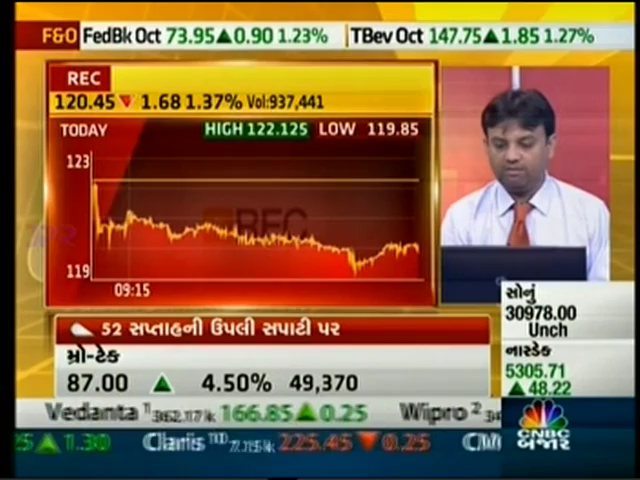 F&O FedBk Oct 73.95▲0.90 1.23% TBev Oct 147.75▲1.85 1.27%
REC
120.45▼ 1.68 1.37% Vol:937,441
TODAY HIGH 122.125 LOW 119.85
123
REC
119
09:15
52 સપ્તાહની ઉપલી સપાટી પર
મ્રો-ટેક
87.00 ▲ 4.50% 49,370
સોનું
30978.00
Unch
નાસ્ડેક
5305.71
▲48.22
Vedanta 166.85▲0.25 Wipro
▲1.30 Claris 225.45▼0.25
CNBC
બજાર